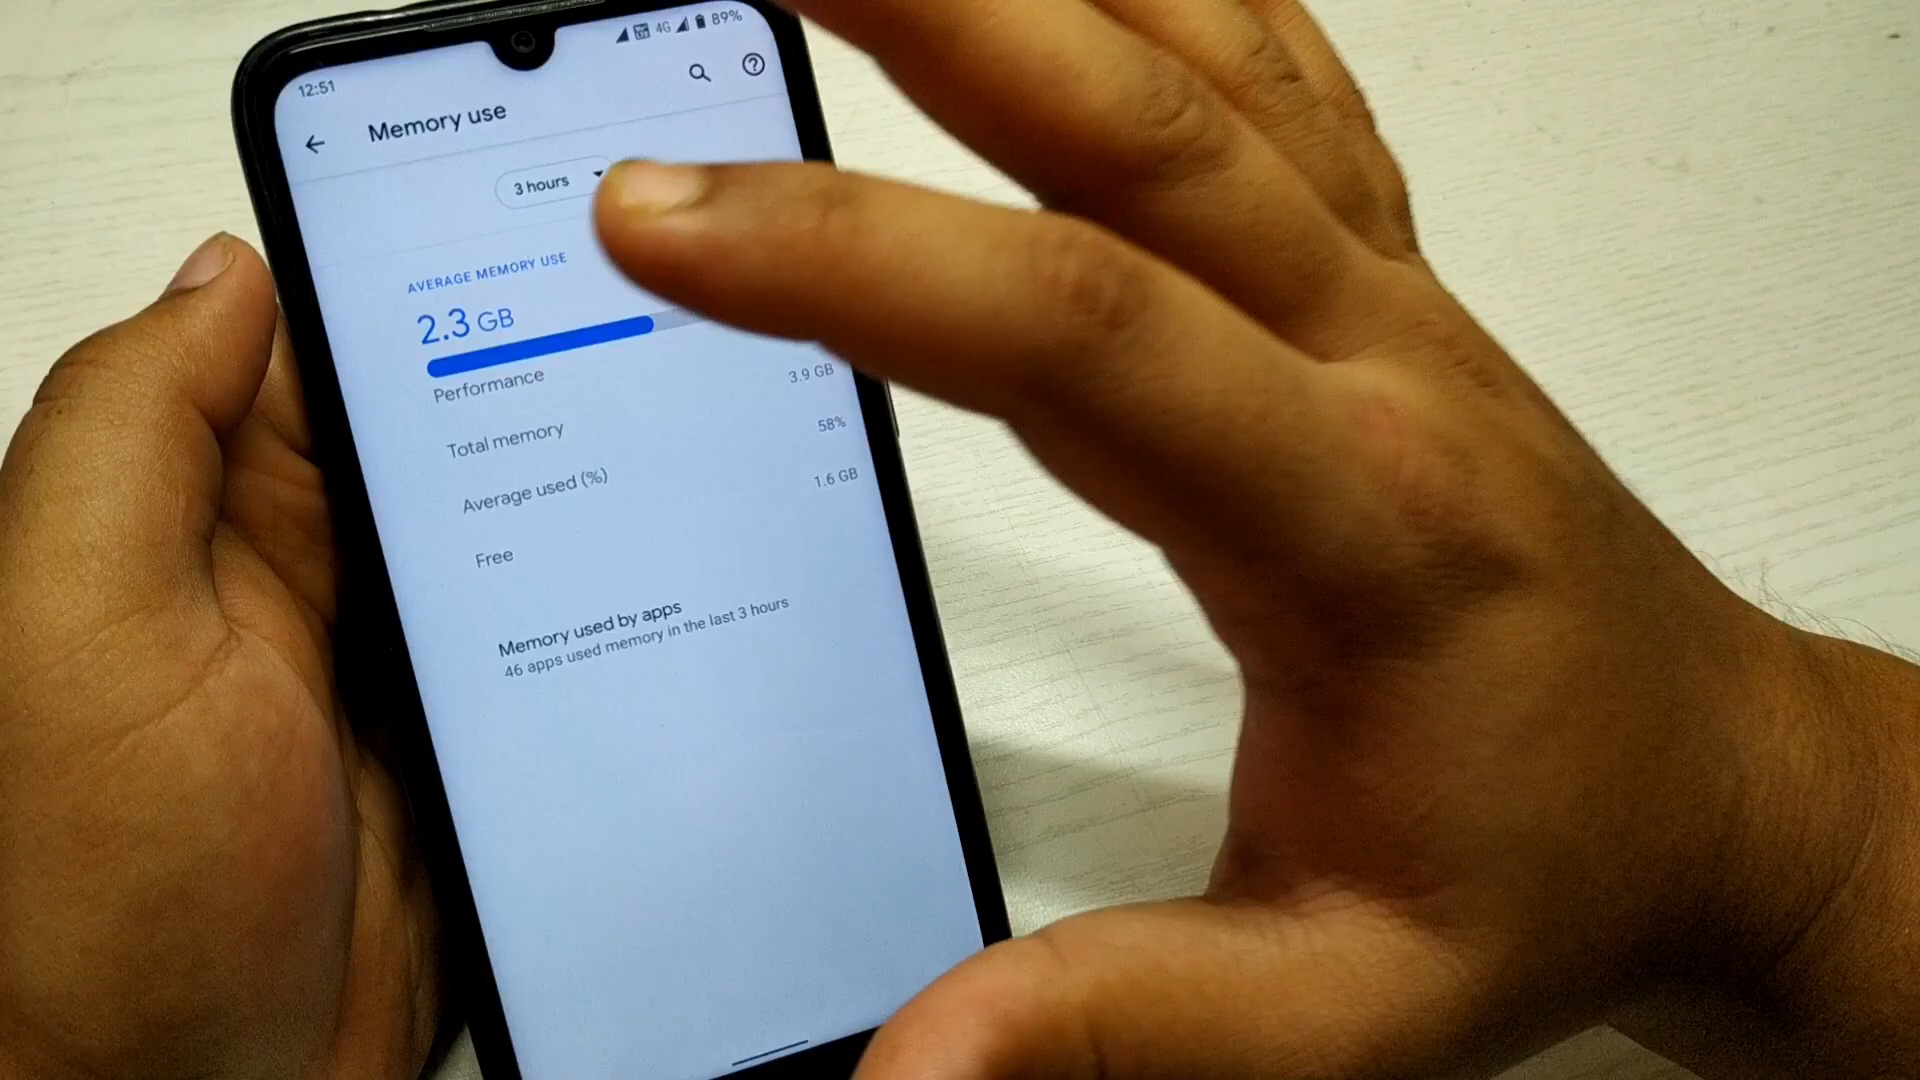 12:51
4G 89%
Memory use
3 hours
AVERAGE MEMORY USE
2.3 GB
Performance
3.9 GB
Total memory
58%
Average used (%)
1.6 GB
Free
Memory used by apps
46 apps used memory in the last 3 hours